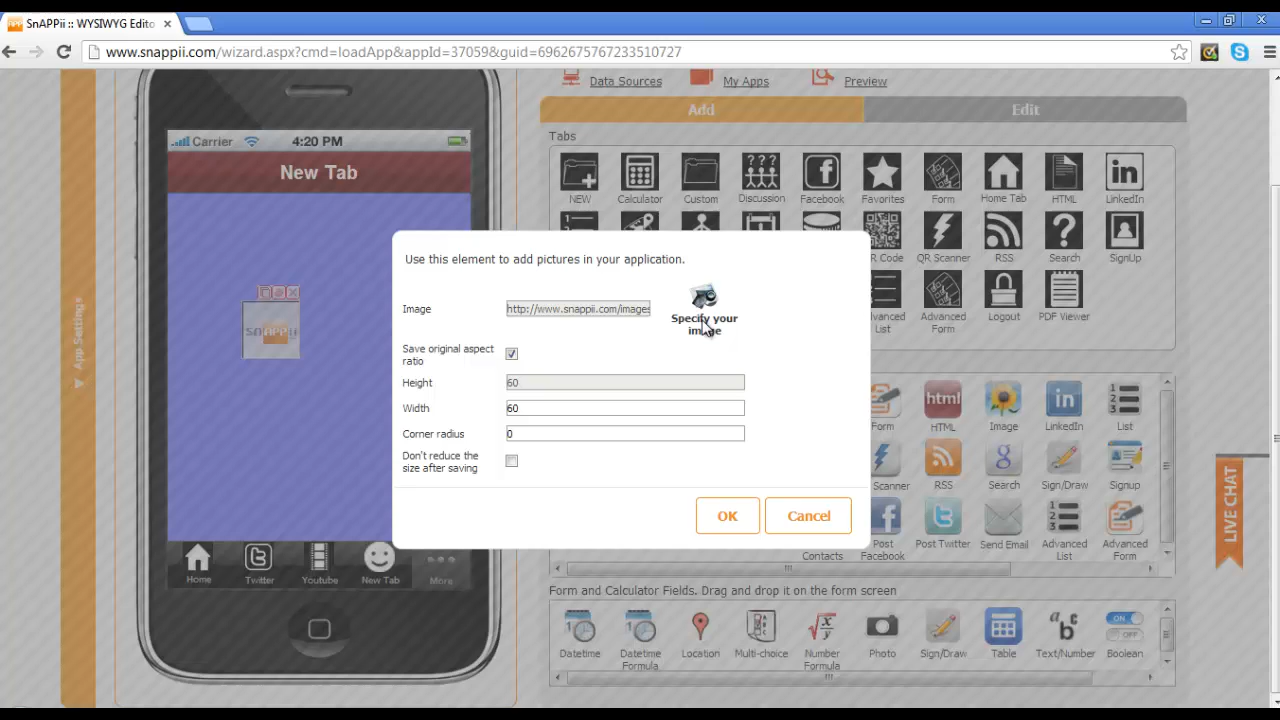 SnAPPii :: WYSIWYG Edito
www.snappii.com/wizard.aspx?cmd=loadApp&appId=37059&guid=6962675767233510727
Data Sources
My Apps
Preview
Add
Edit
Tabs
NEW
Calculator
Custom
Discussion
Facebook
Favorites
Form
Home Tab
HTML
LinkedIn
R Code
QR Scanner
RSS
Search
SignUp
dvanced
List
Advanced
Form
Logout
PDF Viewer
App Settings
Carrier
4:20 PM
New Tab
snAPPii
Home
Twitter
Youtube
New Tab
More
Use this element to add pictures in your application.
Image
http://www.snappii.com/images
Specify your
image
Save original aspect
ratio
Height
60
Width
60
Corner radius
0
Don't reduce the
size after saving
OK
Cancel
Form
HTML
Image
LinkedIn
List
Scanner
RSS
Search
Sign/Draw
Signup
Contacts
Post
Facebook
Post Twitter
Send Email
Advanced
List
Advanced
Form
Form and Calculator Fields. Drag and drop it on the form screen
Datetime
Datetime
Formula
Location
Multi-choice
Number
Formula
Photo
Sign/Draw
Table
Text/Number
Boolean
ON
OFF
LIVE CHAT